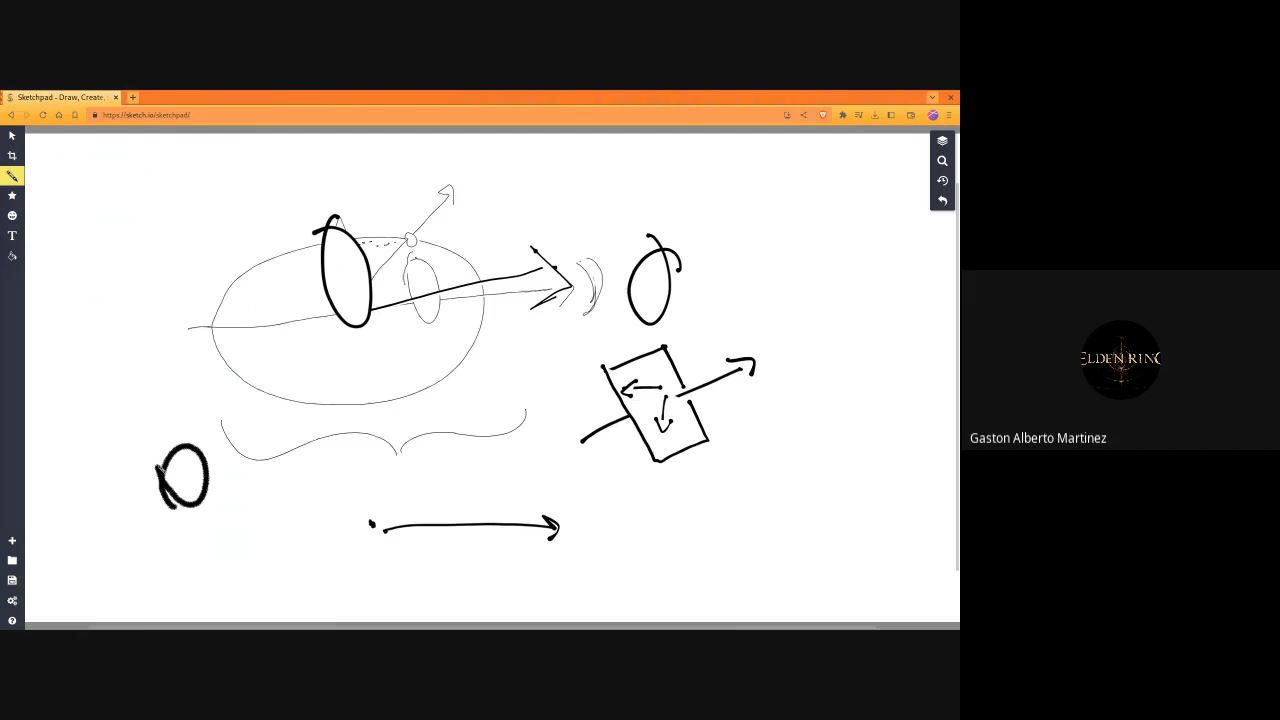 Sketchpad - Draw, Create,
https://sketch.io/sketchpad/
T
ELDEN RING
Gaston Alberto Martinez